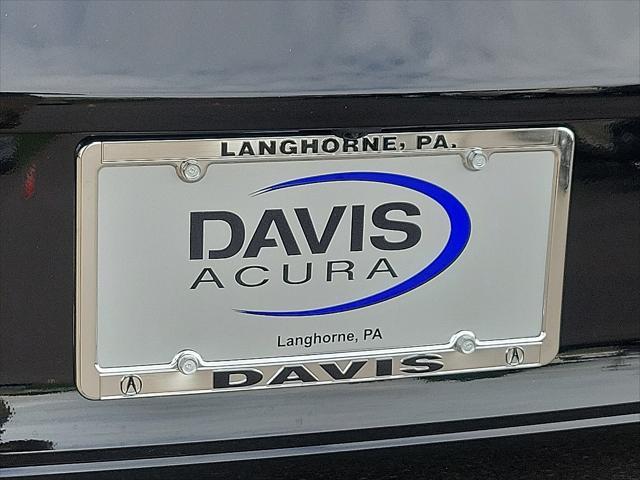 LANGHORNE, PA.
DAVIS
ACURA
Langhorne, PA
DAVIS